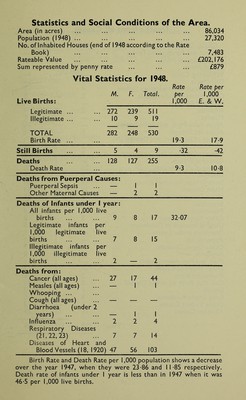 Statistics and Social Conditions of the Area.
Area (in acres) ... ... ... ... 86,034
Population (1948) ... ... ... ... 27,320
No. of Inhabited Houses (end of 1948 according to the Rate
Book) ... ... ... ... 7,483
Rateable Value ... ... ... ... £202,176
Sum represented by penny rate ... ... £879
Vital Statistics for 1948.
Live Births: M. F. Total. Rate per 1,000 Rate per 1,000 E. & W.
Legitimate ... ... 272 239 511
Illegitimate ... ... 10 9 19
TOTAL 282 248 530
Birth Rate ... ... 19·3 17·9
Still Births ... ... 5 4 9 ·32 ·42
Deaths ... ... 128 127 255
Death Rate ... 9·3 10·8
Deaths from Puerperal Causes:
Puerperal Sepsis ... — 1 1
Other Maternal Causes — 2 2
Deaths of Infants under 1 year:
All infants per 1,000 live
births ... ... 9 8 17 32·07
Legitimate infants per
1,000 legitimate live
births ... ... 7 8 15
Illegitimate infants per
1,000 illegitimate live
births ... ... 2 — 2
Deaths from:
Cancer (all ages) ... 27 17 44
Measles (all ages) ... — 1 1
Whooping ...
Cough (all ages) ... — — —
Diarrhoea (under 2
years) ... ... — 1 1
Influenza ... ... 2 2 4
Respiratory Diseases
(21, 22, 23) ... 7 7 14
Diseases of Heart and
Blood Vessels (18, 1920) 47 56 103
Birth Rate and Death Rate per 1,000 population shows a decrease
over the year 1947, when they were 23·86 and 11·85 respectively.
Death rate of infants under 1 year is less than in 1947 when it was
46·5 per 1,000 live births.